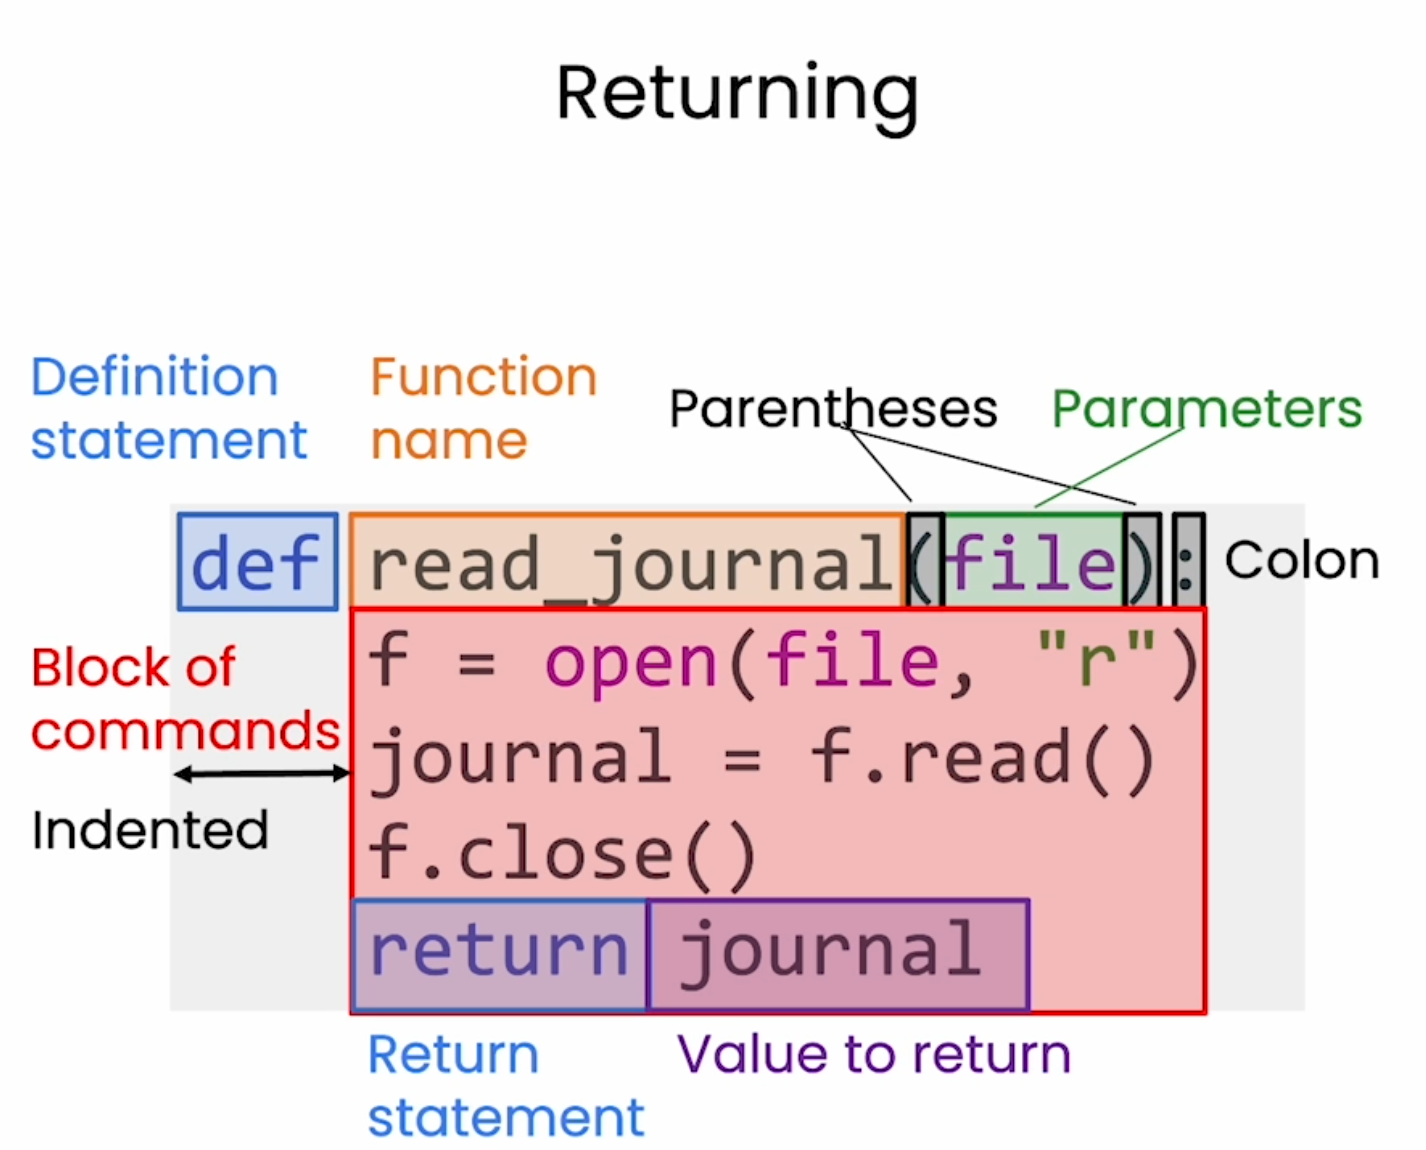 Returning
Definition
statement
Function
name
Parentheses
Parameters
def read_journal(file):
Colon
Block of
commands
Indented
f = open(file, "r")
journal = f.read()
f.close()
return journal
Return
statement
Value to return